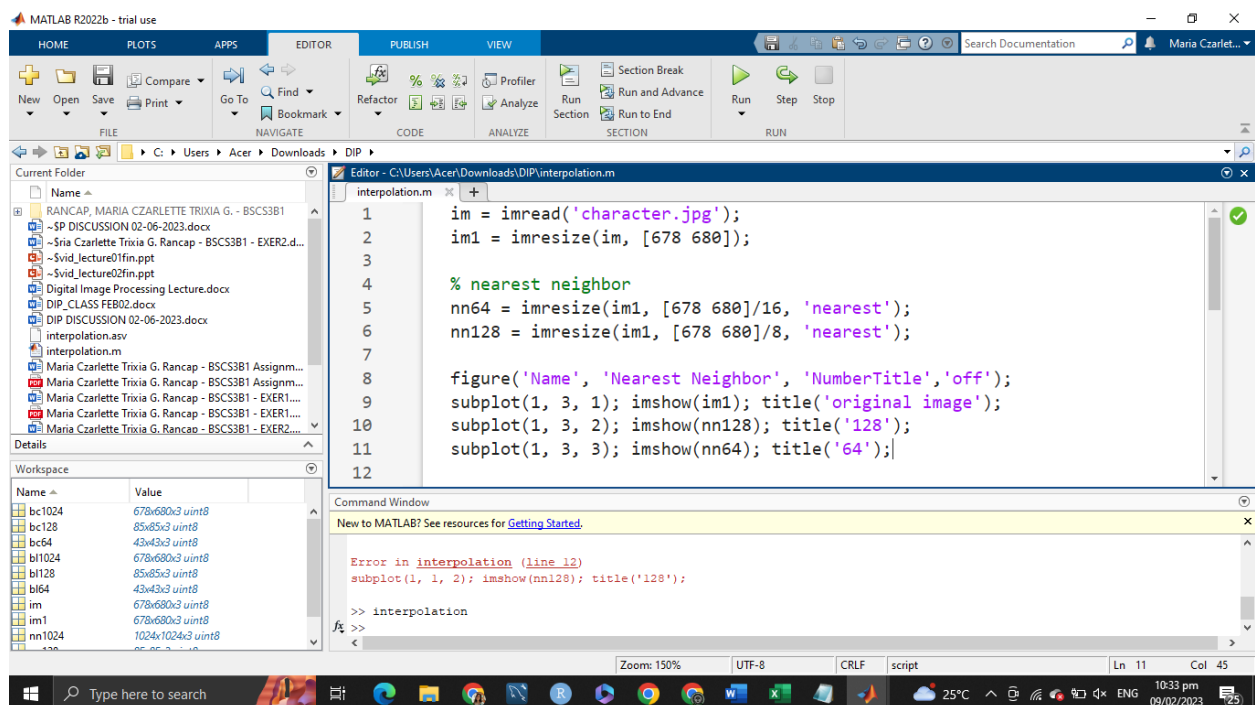 MATLAB R2022b - trial use
HOME PLOTS APPS EDITOR PUBLISH VIEW Search Documentation Maria Czarlet...
New Open Save Compare Print Go To Find Bookmark Refactor Profiler Analyze Run Section Section Break Run and Advance Run to End Run Step Stop
FILE NAVIGATE CODE ANALYZE SECTION RUN
C: Users Acer Downloads DIP
Current Folder
Name
RANCAP, MARIA CZARLETTE TRIXIA G. - BSCS3B1
~$P DISCUSSION 02-06-2023.docx
~$ria Czarlette Trixia G. Rancap - BSCS3B1 - EXER2.d...
~$vid_lecture01fin.ppt
~$vid_lecture02fin.ppt
Digital Image Processing Lecture.docx
DIP_CLASS FEB02.docx
DIP DISCUSSION 02-06-2023.docx
interpolation.asv
interpolation.m
Maria Czarlette Trixia G. Rancap - BSCS3B1 Assignm...
Maria Czarlette Trixia G. Rancap - BSCS3B1 Assignm...
Maria Czarlette Trixia G. Rancap - BSCS3B1 - EXER1....
Maria Czarlette Trixia G. Rancap - BSCS3B1 - EXER1....
Maria Czarlette Trixia G. Rancap - BSCS3B1 - EXER2....
Details
Workspace
Name Value
bc1024 678x680x3 uint8
bc128 85x85x3 uint8
bc64 43x43x3 uint8
bl1024 678x680x3 uint8
bl128 85x85x3 uint8
bl64 43x43x3 uint8
im 678x680x3 uint8
im1 678x680x3 uint8
nn1024 1024x1024x3 uint8
Editor - C:\Users\Acer\Downloads\DIP\interpolation.m
interpolation.m
1 im = imread('character.jpg');
2 im1 = imresize(im, [678 680]);
3
4 % nearest neighbor
5 nn64 = imresize(im1, [678 680]/16, 'nearest');
6 nn128 = imresize(im1, [678 680]/8, 'nearest');
7
8 figure('Name', 'Nearest Neighbor', 'NumberTitle','off');
9 subplot(1, 3, 1); imshow(im1); title('original image');
10 subplot(1, 3, 2); imshow(nn128); title('128');
11 subplot(1, 3, 3); imshow(nn64); title('64');
12
Command Window
New to MATLAB? See resources for Getting Started.
Error in interpolation (line 12)
subplot(1, 1, 2); imshow(nn128); title('128');
>> interpolation
fx >>
Zoom: 150% UTF-8 CRLF script Ln 11 Col 45
Type here to search 25°C ENG 10:33 pm
09/02/2023 25